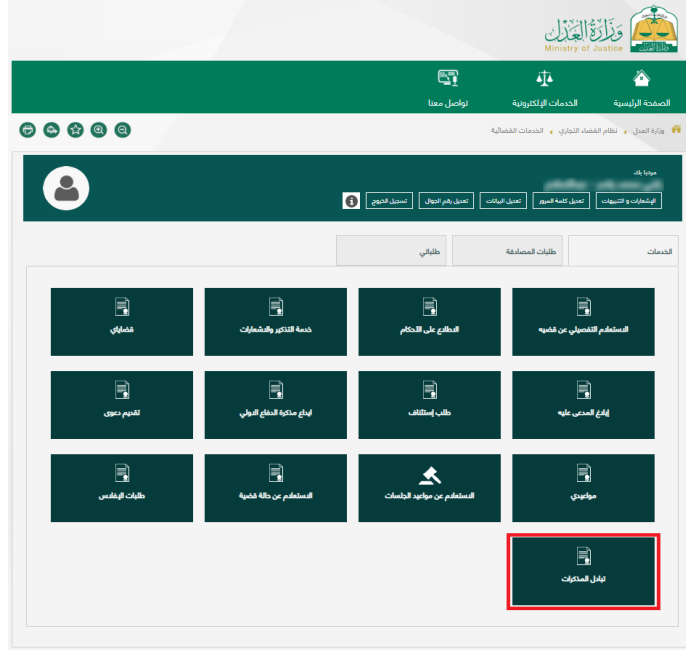 وزارة العدل
Ministry of Justice
الصفحة الرئيسية
الخدمات الإلكترونية
تواصل معنا
وزارة العدل ، نظام القضاء التجاري ، الخدمات القضائية
مرحبا بك،
الإشعارات و التنبيهات
تعديل كلمة المرور
تعديل البيانات
تعديل رقم الجوال
تسجيل الخروج
الخدمات
طلبات المصادقة
طلباتي
الاستعلام التفصيلي عن قضيه
الاطلاع على الأحكام
خدمة التذكير والاشعارات
قضاياي
إبلاغ المدعى عليه
طلب إستئناف
ايداع مذكرة الدفاع الاولي
تقديم دعوى
مواعيدي
الاستعلام عن مواعيد الجلسات
الاستعلام عن حالة قضية
طلبات الإفلاس
تبادل المذكرات